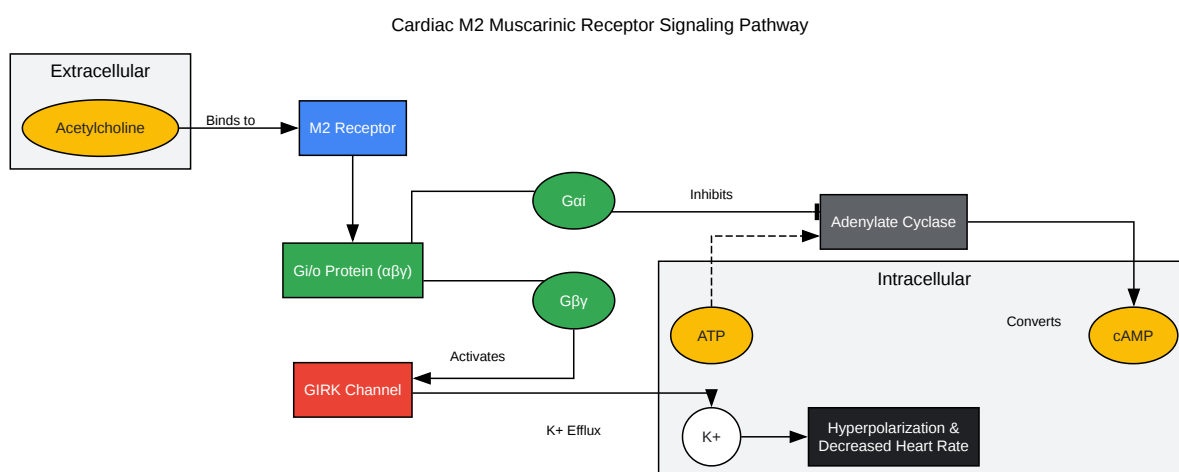 Cardiac M2 Muscarinic Receptor Signaling Pathway
Extracellular
Acetylcholine
Binds to
M2 Receptor
Gαi
Inhibits
Adenylate Cyclase
Gi/o Protein (αβγ)
Gβγ
Intracellular
ATP
Converts
cAMP
Activates
GIRK Channel
K+ Efflux
K+
Hyperpolarization &
Decreased Heart Rate